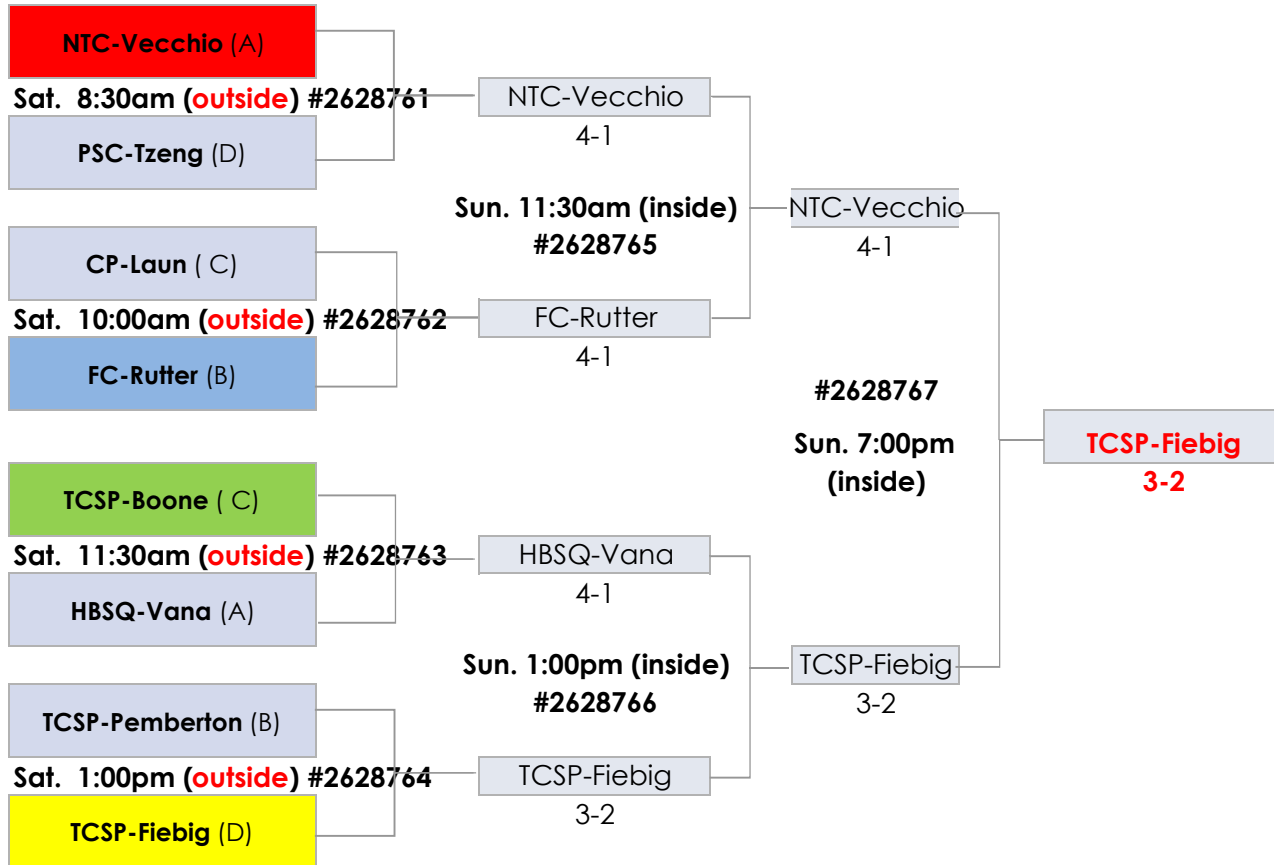 NTC-Vecchio (A)
Sat.  8:30am (outside) #2628761
PSC-Tzeng (D)
CP-Laun ( C)
Sat.  10:00am (outside) #2628762
FC-Rutter (B)
TCSP-Boone ( C)
Sat.  11:30am (outside) #2628763
HBSQ-Vana (A)
TCSP-Pemberton (B)
Sat.  1:00pm (outside) #2628764
TCSP-Fiebig (D)
NTC-Vecchio
4-1
Sun. 11:30am (inside)
#2628765
FC-Rutter
4-1
HBSQ-Vana
4-1
Sun. 1:00pm (inside)
#2628766
TCSP-Fiebig
3-2
NTC-Vecchio
4-1
#2628767
Sun. 7:00pm
(inside)
TCSP-Fiebig
3-2
TCSP-Fiebig
3-2